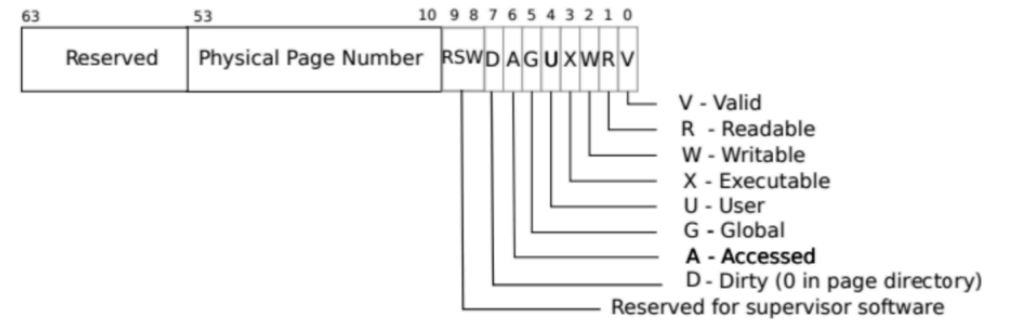 63 53 10 9 8 7 6 5 4 3 2 1 0
Reserved Physical Page Number RSW D A G U X W R V
V - Valid
R - Readable
W - Writable
X - Executable
U - User
G - Global
A - Accessed
D - Dirty (0 in page directory)
Reserved for supervisor software